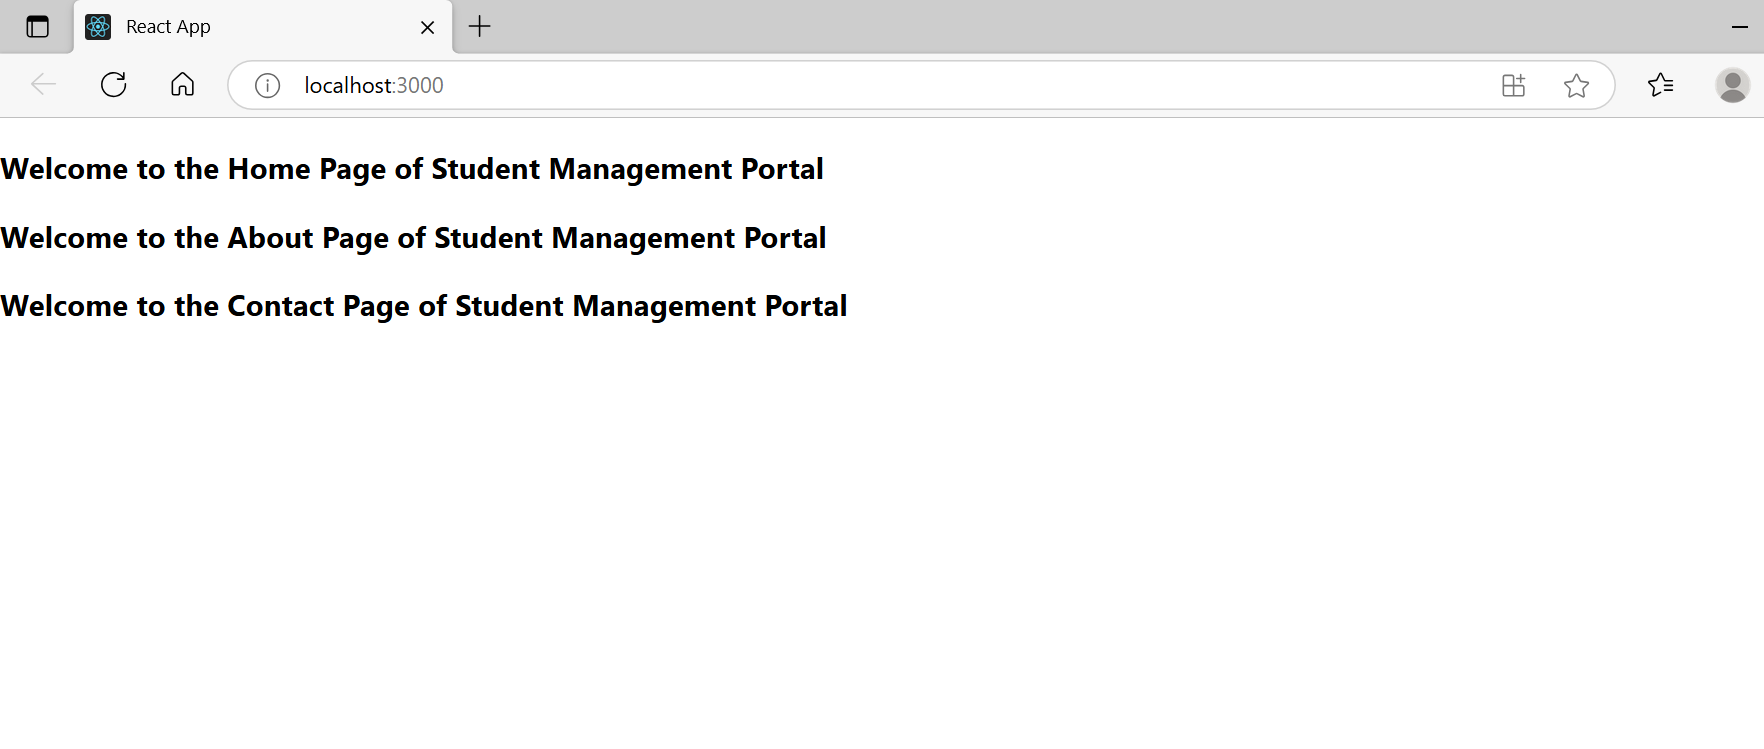 React App
localhost:3000
Welcome to the Home Page of Student Management Portal
Welcome to the About Page of Student Management Portal
Welcome to the Contact Page of Student Management Portal